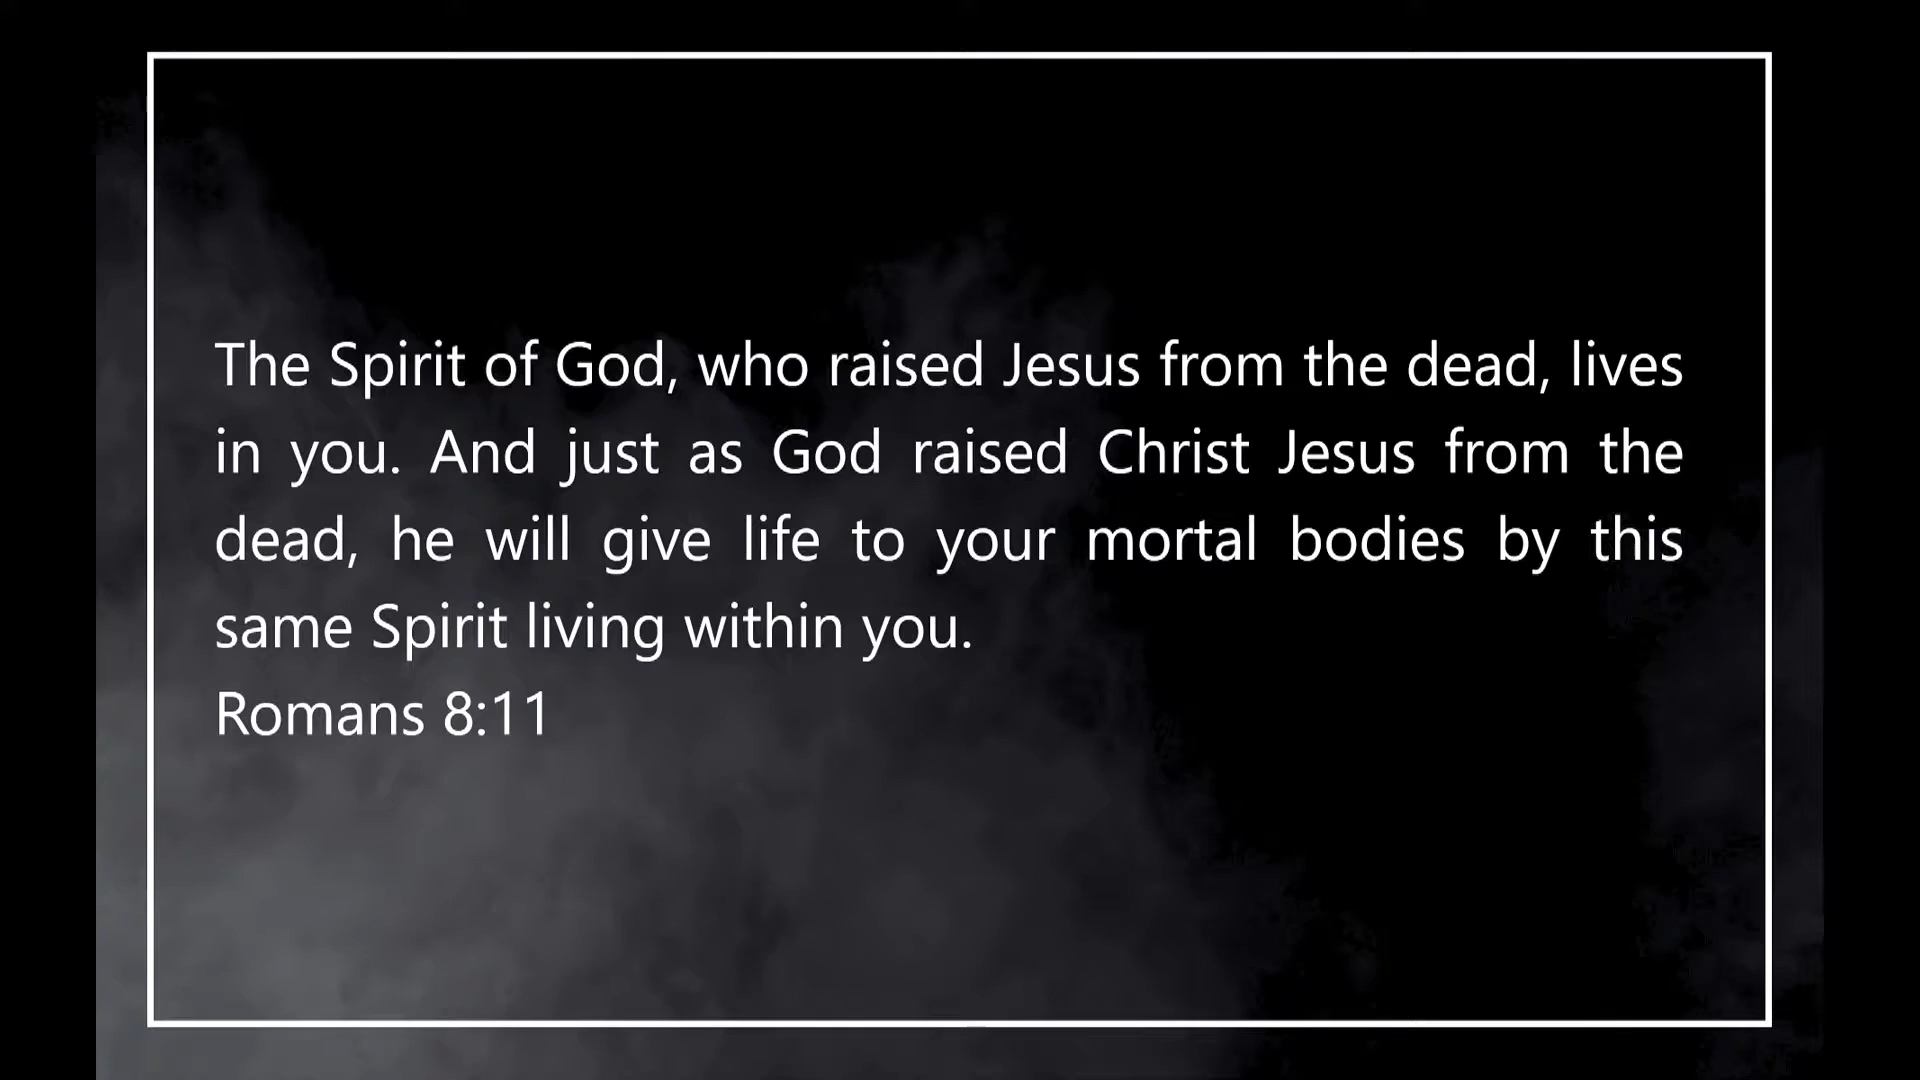 The Spirit of God, who raised Jesus from the dead, lives
in you. And just as God raised Christ Jesus from the
dead, he will give life to your mortal bodies by this
same Spirit living within you.
Romans 8:11